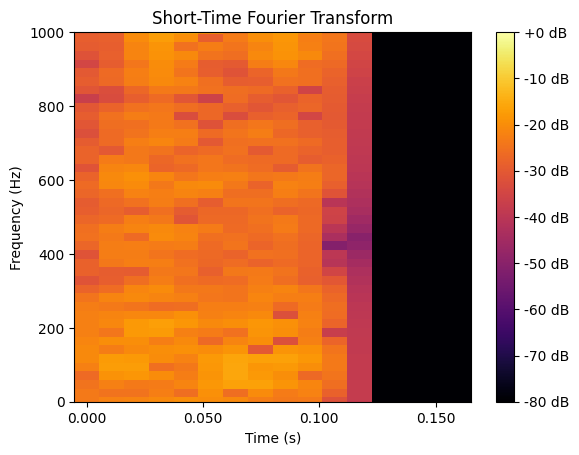 Short-Time Fourier Transform
Frequency (Hz)
1000
800
600
400
200
0
0.000
0.050
0.100
0.150
Time (s)
+0 dB
-10 dB
-20 dB
-30 dB
-40 dB
-50 dB
-60 dB
-70 dB
-80 dB